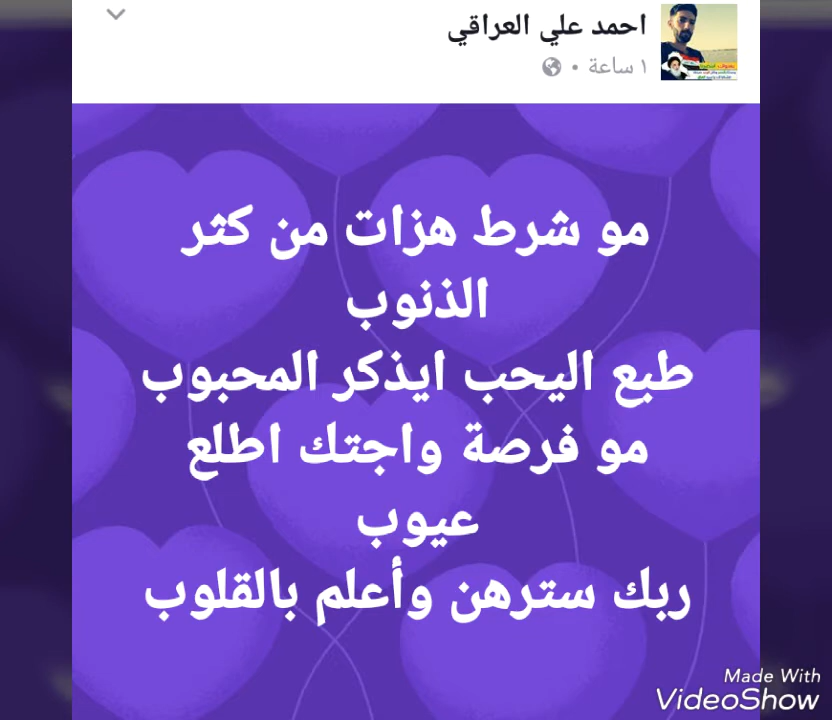 احمد علي العراقي
١ ساعة
مو شرط هزات من كثر
الذنوب
طبع اليحب ايذكر المحبوب
مو فرصة واجتك اطلع
عيوب
ربك سترهن وأعلم بالقلوب
Made With
VideoShow